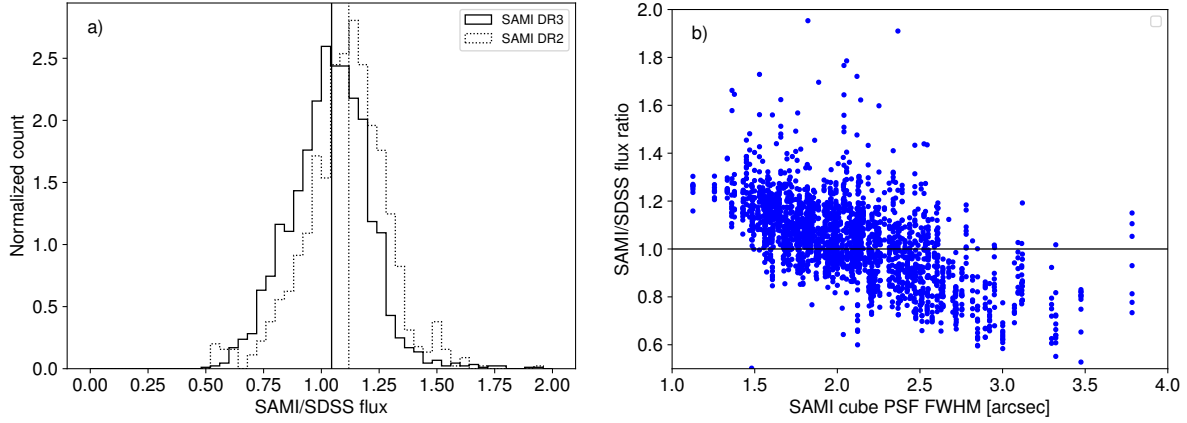 a)
SAMI DR3
SAMI DR2
Normalized count
2.5
2.0
1.5
1.0
0.5
0.0
0.00 0.25 0.50 0.75 1.00 1.25 1.50 1.75 2.00
SAMI/SDSS flux
b)
SAMI/SDSS flux ratio
2.0
1.8
1.6
1.4
1.2
1.0
0.8
0.6
1.0 1.5 2.0 2.5 3.0 3.5 4.0
SAMI cube PSF FWHM [arcsec]